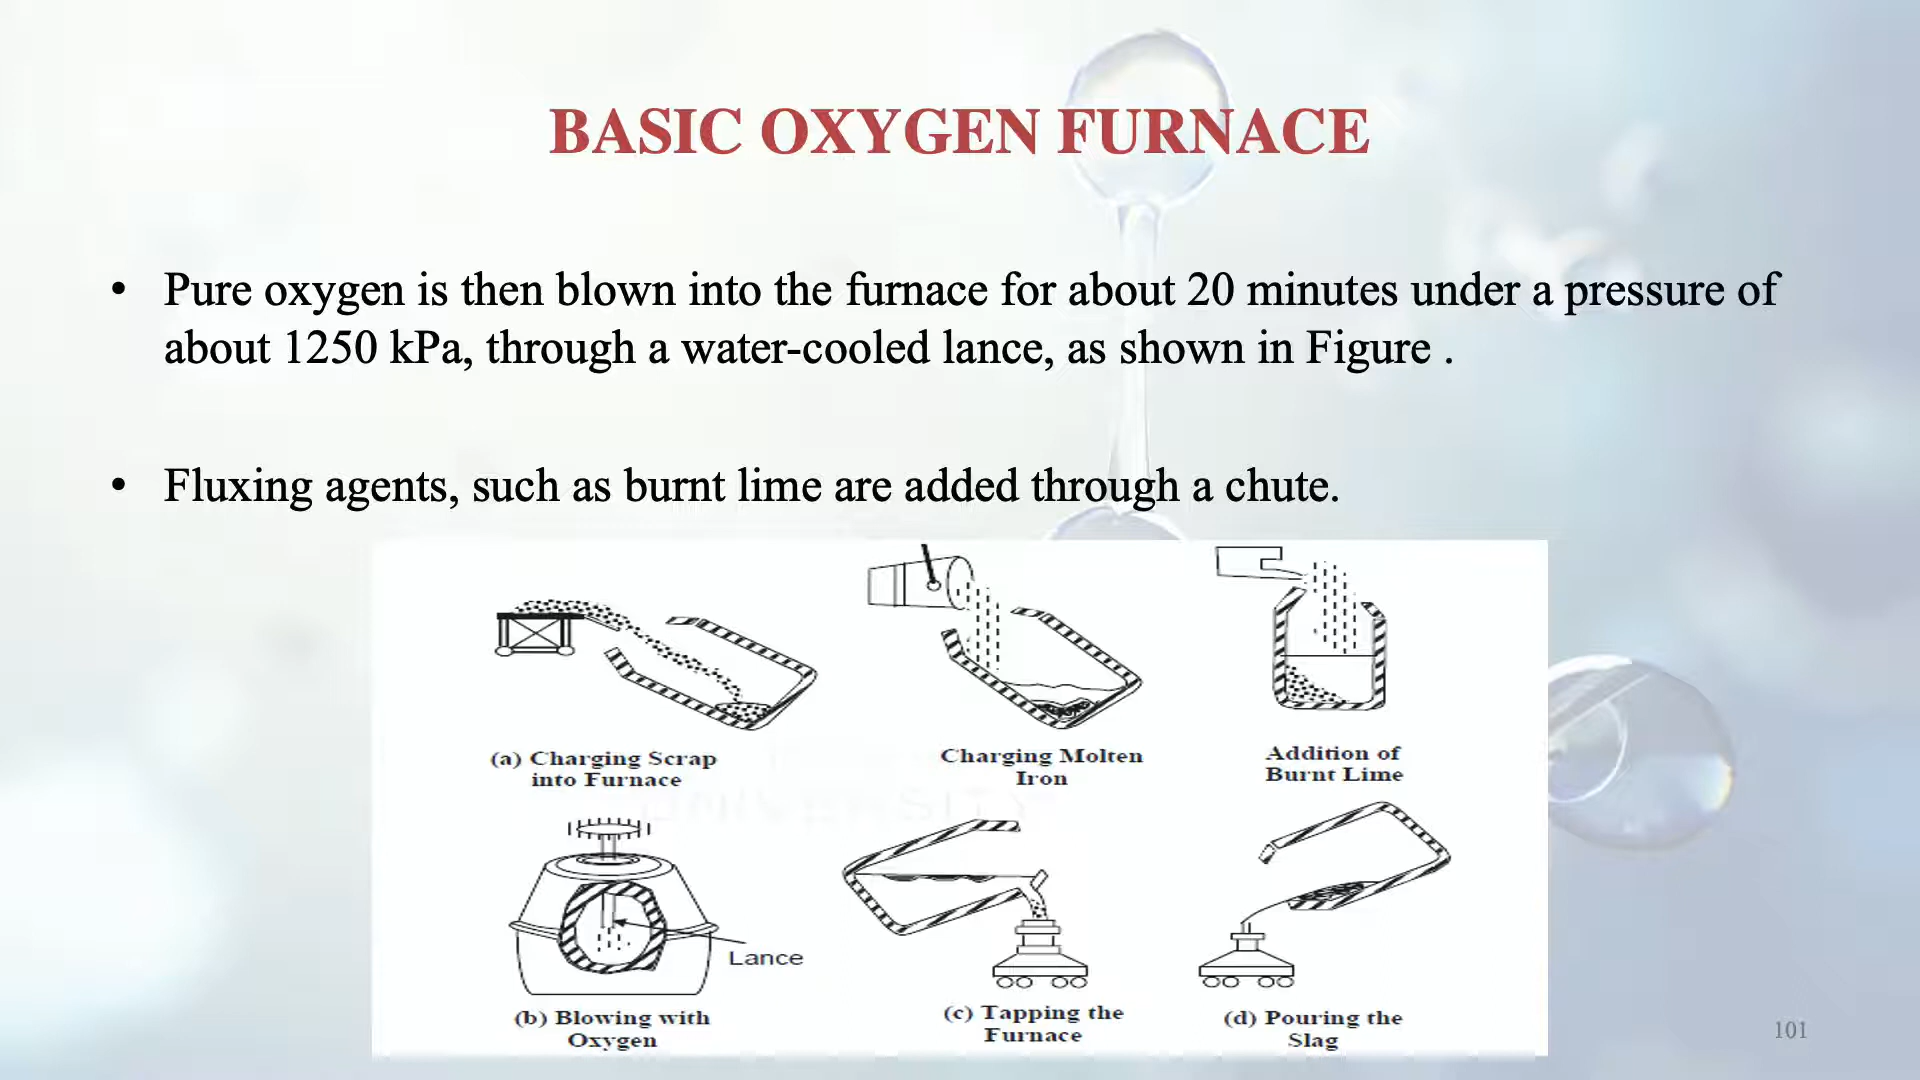 BASIC OXYGEN FURNACE
• Pure oxygen is then blown into the furnace for about 20 minutes under a pressure of
about 1250 kPa, through a water-cooled lance, as shown in Figure .
• Fluxing agents, such as burnt lime are added through a chute.
(a) Charging Scrap
into Furnace
Charging Molten
Iron
Addition of
Burnt Lime
UNIVERSITY
Lance
(b) Blowing with
Oxygen
(c) Tapping the
Furnace
(d) Pouring the
Slag
101